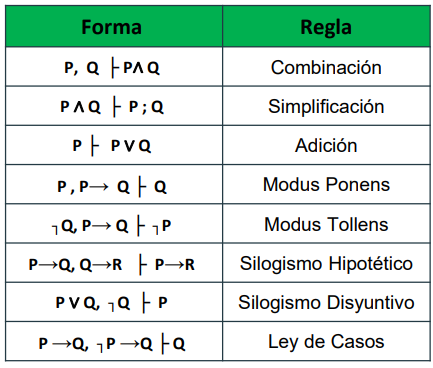 Forma Regla
P, Q ├ P∧Q Combinación
P∧Q ├ P ; Q Simplificación
P ├ P∨Q Adición
P , P→ Q ├ Q Modus Ponens
┐Q, P→ Q ├ ┐P Modus Tollens
P→Q, Q→R ├ P→R Silogismo Hipotético
P∨Q, ┐Q ├ P Silogismo Disyuntivo
P →Q, ┐P →Q ├ Q Ley de Casos